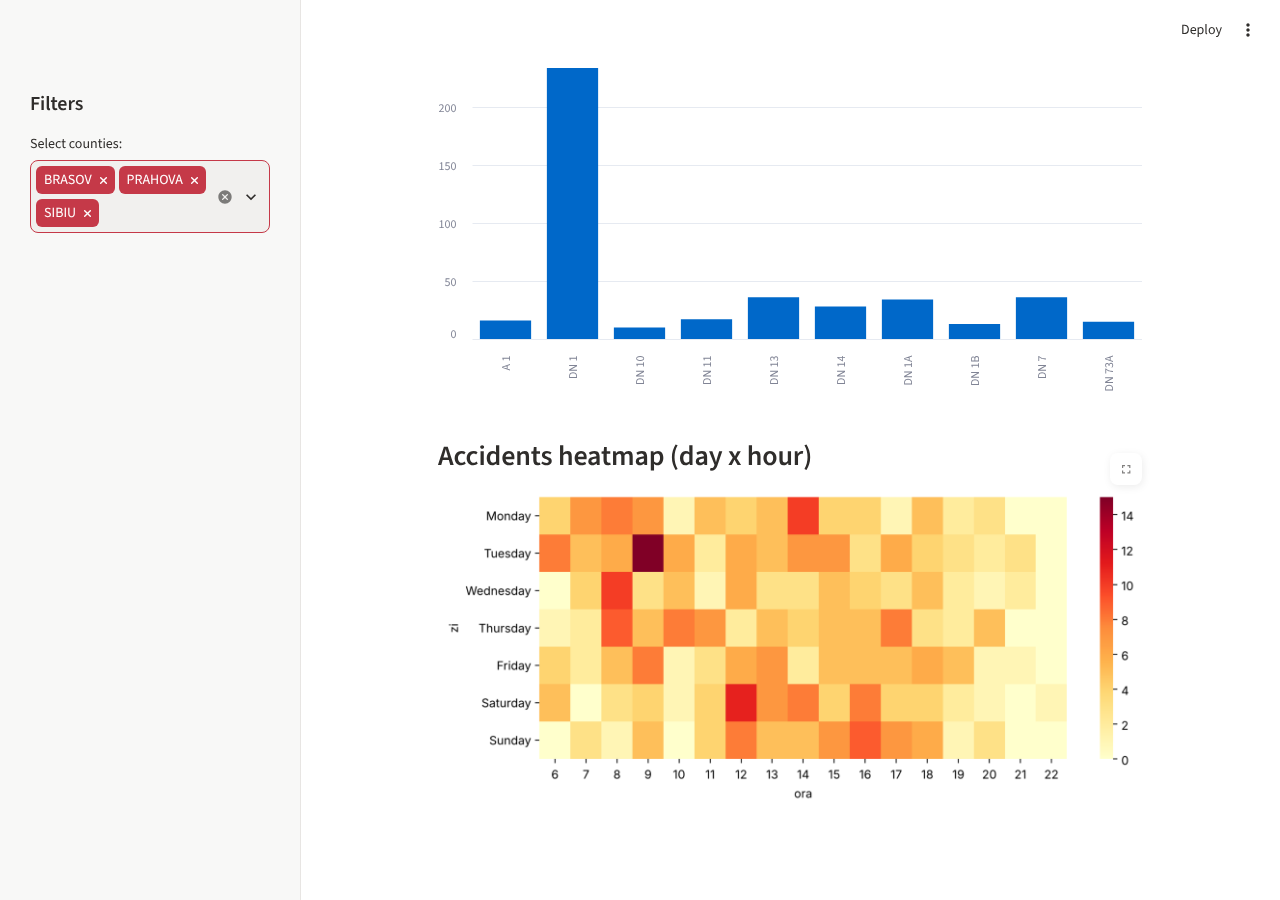 Deploy
Filters
Select counties:
BRASOV
PRAHOVA
SIBIU
200
150
100
50
0
A 1
DN 1
DN 10
DN 11
DN 13
DN 14
DN 1A
DN 1B
DN 7
DN 73A
Accidents heatmap (day x hour)
Monday
Tuesday
Wednesday
Thursday
Friday
Saturday
Sunday
zi
6 7 8 9 10 11 12 13 14 15 16 17 18 19 20 21 22
ora
14
12
10
8
6
4
2
0